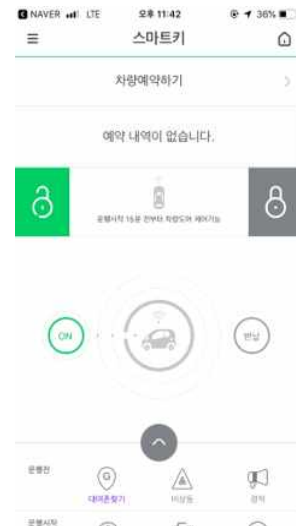 NAVER LTE 오후 11:42 36%
스마트키
차량예약하기
예약 내역이 없습니다.
운행시작 15분 전부터 차량도어 제어가능
ON
반납
운행전
G
대여존찾기
비상등
경적
운행시작